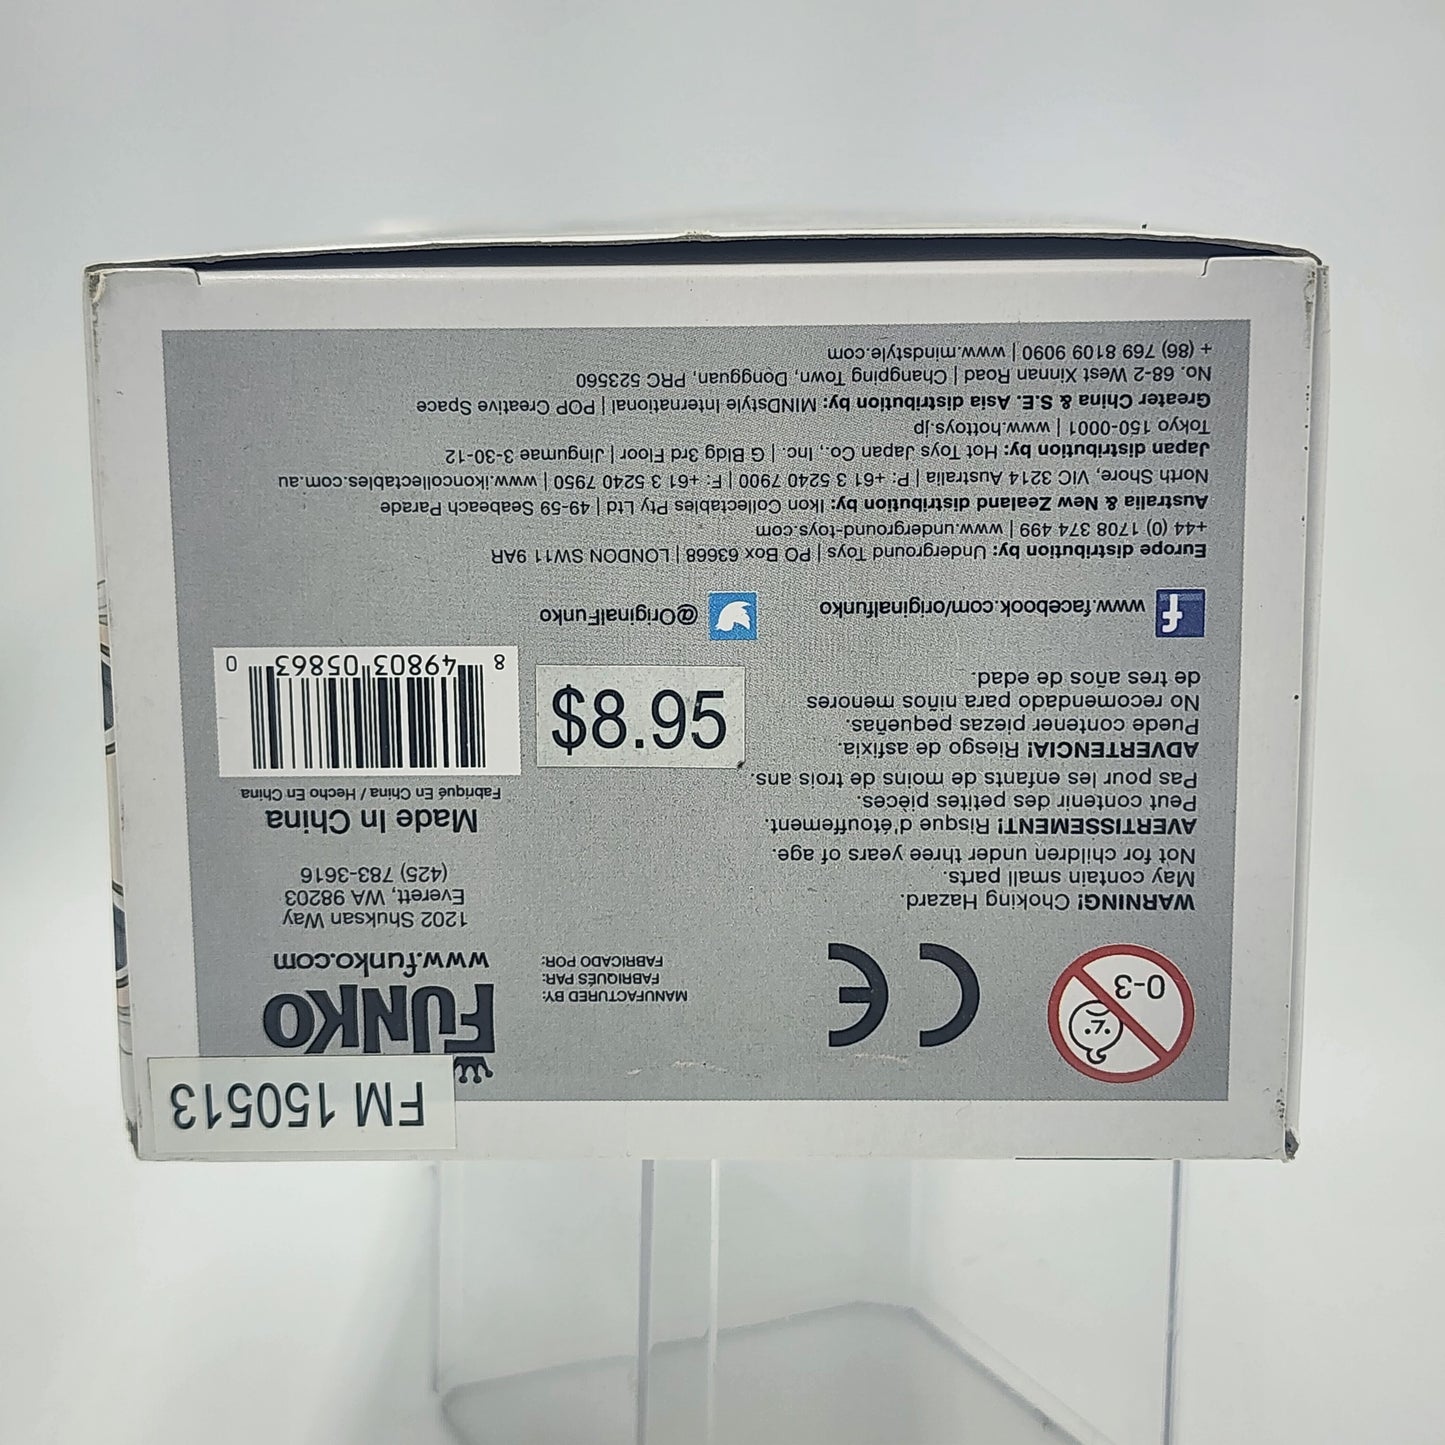 FM 150513
FUNKO
www.funko.com
1202 Shuksan Way
Everett, WA 98203
(425) 783-3616
Made In China
Fabriqué En China / Hecho En China
8 49803 05863 0
MANUFACTURED BY:
FABRIQUÉS PAR:
FABRICADO POR:
CE
0-3
WARNING! Choking Hazard.
May contain small parts.
Not for children under three years of age.
AVERTISSEMENT! Risque d'étouffement.
Peut contenir des petites pièces.
Pas pour les enfants de moins de trois ans.
ADVERTENCIA! Riesgo de asfixia.
Puede contener piezas pequeñas.
No recomendado para niños menores
de tres años de edad.
$8.95
www.facebook.com/originalfunko
@OriginalFunko
Europe distribution by: Underground Toys | PO Box 63668 | LONDON SW11 9AR
+44 (0) 1708 374 499 | www.underground-toys.com
Australia & New Zealand distribution by: Ikon Collectables Pty Ltd | 49-59 Seabeach Parade
North Shore, VIC 3214 Australia | P: +61 3 5240 7900 | F: +61 3 5240 7950 | www.ikoncollectables.com.au
Japan distribution by: Hot Toys Japan Co., Inc. | G Bldg 3rd Floor | Jingumae 3-30-12
Tokyo 150-0001 | www.hottoys.jp
Greater China & S.E. Asia distribution by: MINDstyle International | POP Creative Space
No. 68-2 West Xinnan Road | Changping, Town, Dongguan, PRC 523560
+ (86) 769 8109 9090 | www.mindstyle.com